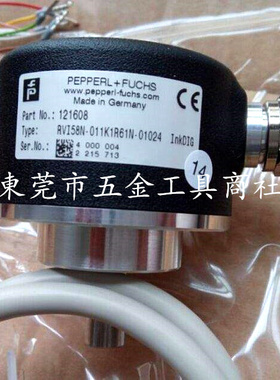 PEPPERL+FUCHS
www.pepperl-fuchs.com
Made in Germany
CE
Part No.: 121608
Type: RVI58N-011K1R61N-01024 InkDIG
Ser.No.: 4 000 004
2 215 713
14
東莞市五金工具商社